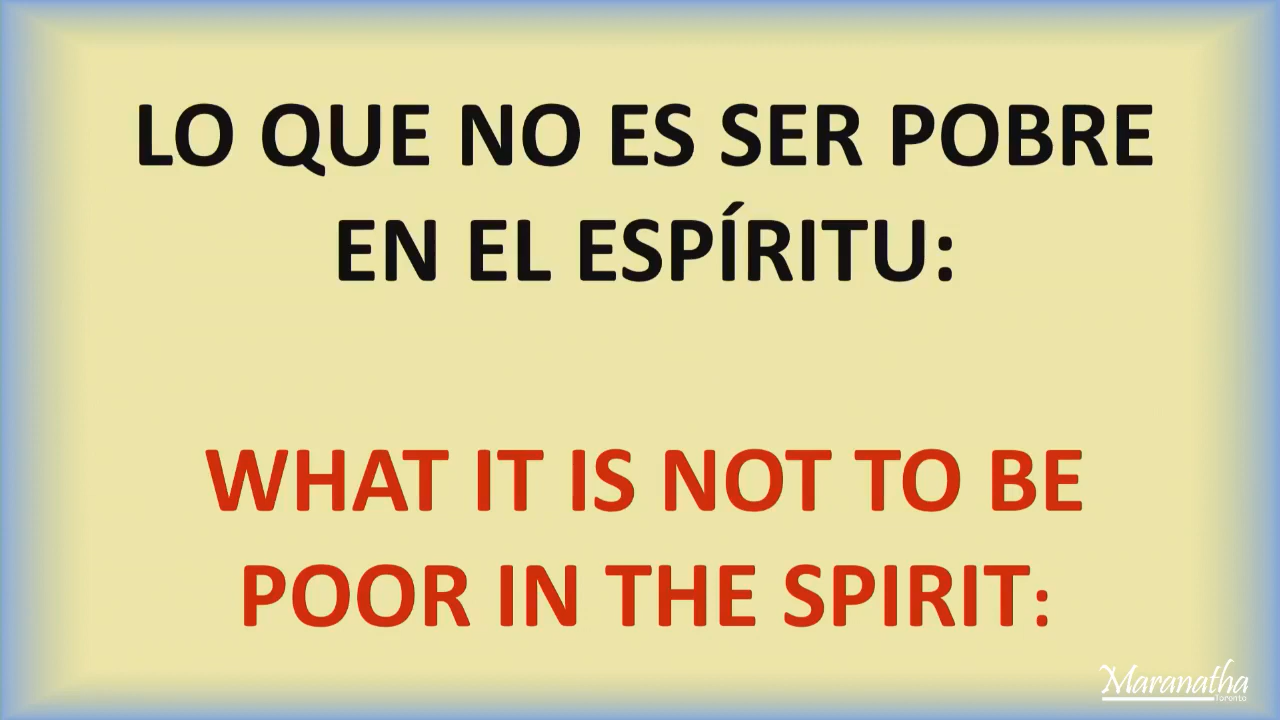 LO QUE NO ES SER POBRE
EN EL ESPÍRITU:
WHAT IT IS NOT TO BE
POOR IN THE SPIRIT:
Maranatha
Toronto